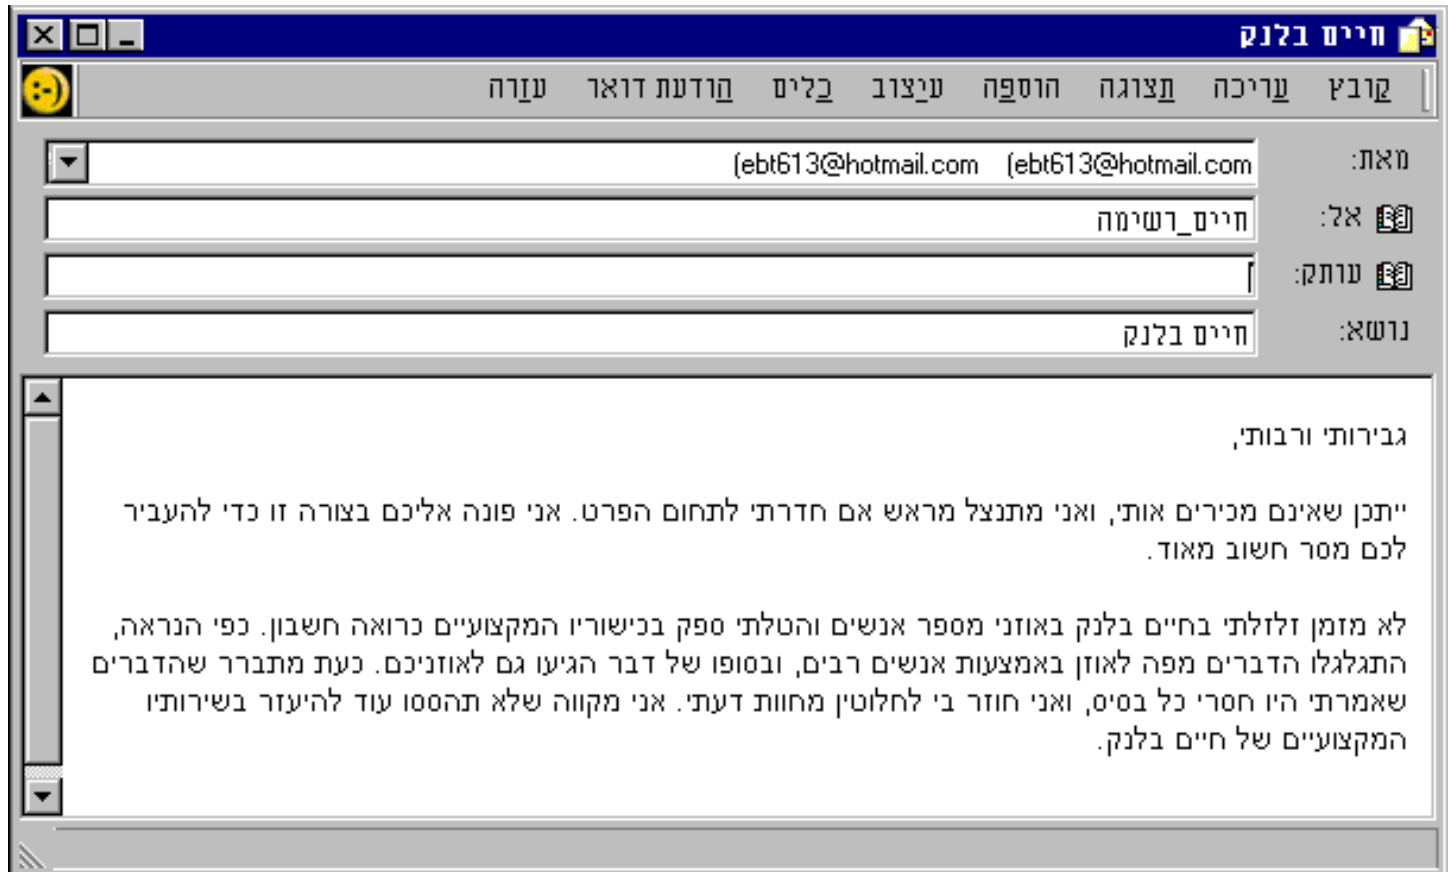 חיים בלנק
קובץ עריכה תצוגה הוספה עיצוב כלים הודעת דואר עזרה
מאת: (ebt613@hotmail.com (ebt613@hotmail.com
אל: חיים_רשימה
עותק:
נושא: חיים בלנק
גבירותי ורבותי,
ייתכן שאינם מכירים אותי, ואני מתנצל מראש אם חדרתי לתחום הפרט. אני פונה אליכם בצורה זו כדי להעביר
לכם מסר חשוב מאוד.
לא מזמן זלזלתי בחיים בלנק באוזני מספר אנשים והטלתי ספק בכישוריו המקצועיים כרואה חשבון. כפי הנראה,
התגלגלו הדברים מפה לאוזן באמצעות אנשים רבים, ובסופו של דבר הגיעו גם לאוזניכם. כעת מתברר שהדברים
שאמרתי היו חסרי כל בסיס, ואני חוזר בי לחלוטין מחוות דעתי. אני מקווה שלא תהססו עוד להיעזר בשירותיו
המקצועיים של חיים בלנק.